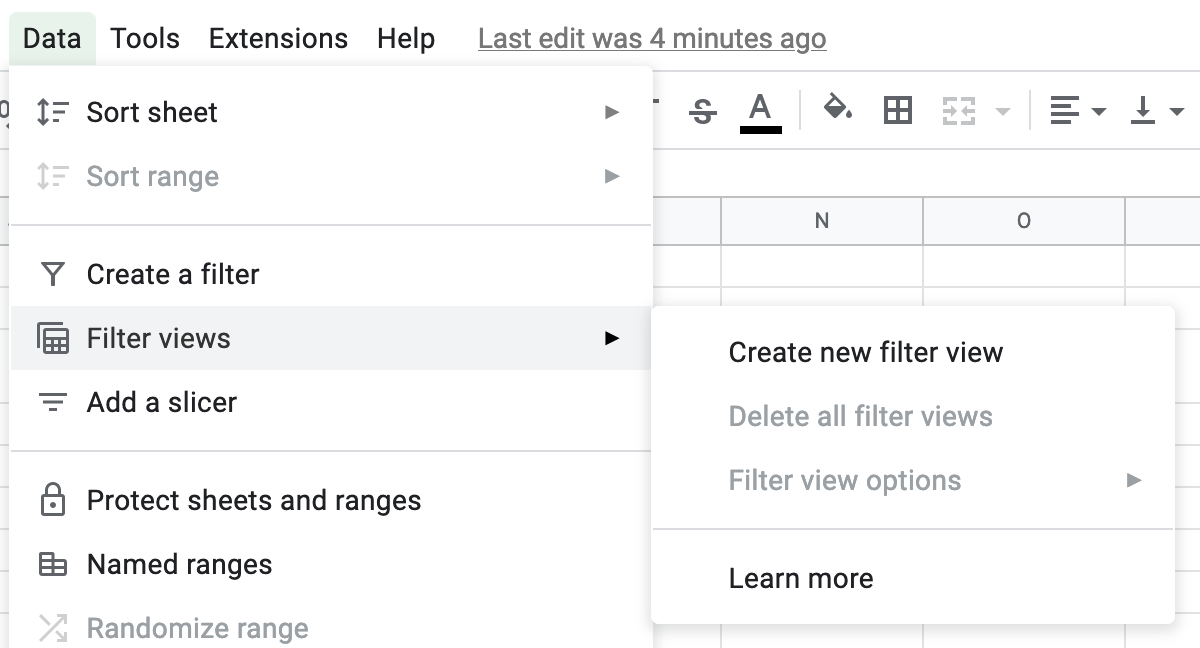 Data Tools Extensions Help Last edit was 4 minutes ago
Sort sheet
Sort range
N O
Create a filter
Filter views
Add a slicer
Protect sheets and ranges
Named ranges
Randomize range
Create new filter view
Delete all filter views
Filter view options
Learn more